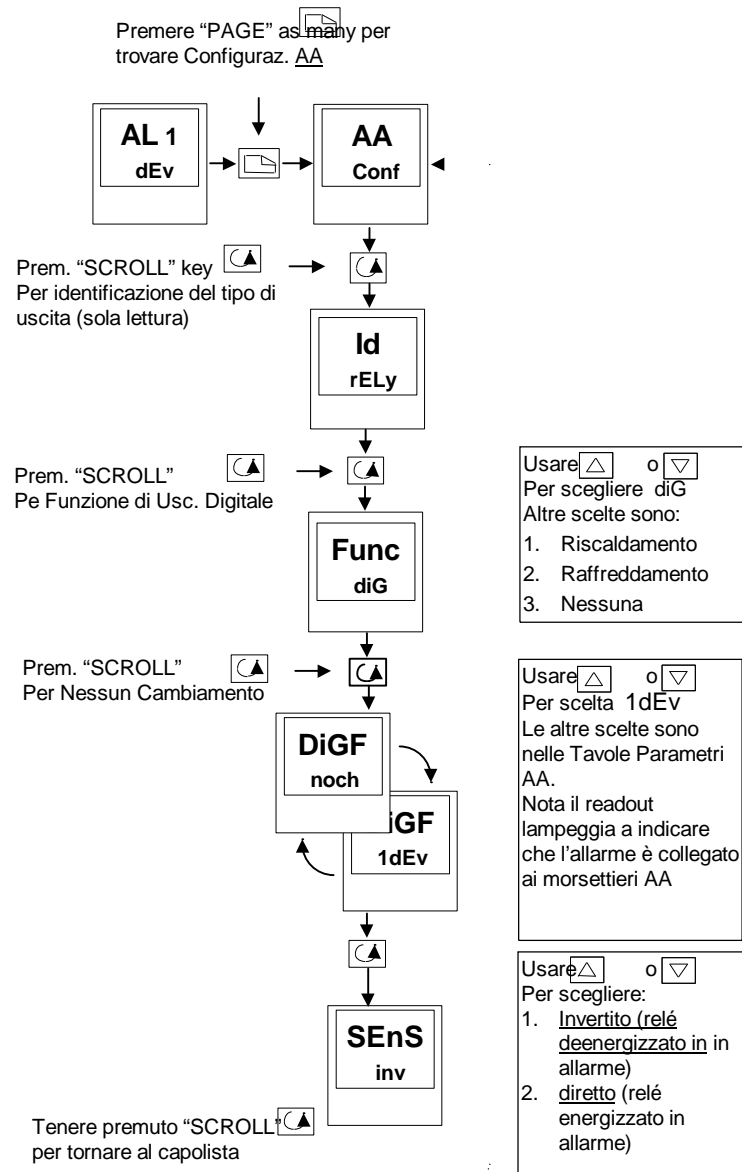 Premere “PAGE” as many per
trovare Configuraz. AA
AL 1
dEv
AA
Conf
Prem. “SCROLL” key
Per identificazione del tipo di
uscita (sola lettura)
Id
rELy
Prem. “SCROLL”
Pe Funzione di Usc. Digitale
Func
diG
Usare o
Per scegliere diG
Altre scelte sono:
1. Riscaldamento
2. Raffreddamento
3. Nessuna
Prem. “SCROLL”
Per Nessun Cambiamento
DiGF
noch
iGF
1dEv
Usare o
Per scelta 1dEv
Le altre scelte sono
nelle Tavole Parametri
AA.
Nota il readout
lampeggia a indicare
che l’allarme è collegato
ai morsettieri AA
SEnS
inv
Usare o
Per scegliere:
1. Invertito (relé
deenergizzato in in
allarme)
2. diretto (relé
energizzato in
allarme)
Tenere premuto “SCROLL”
per tornare al capolista